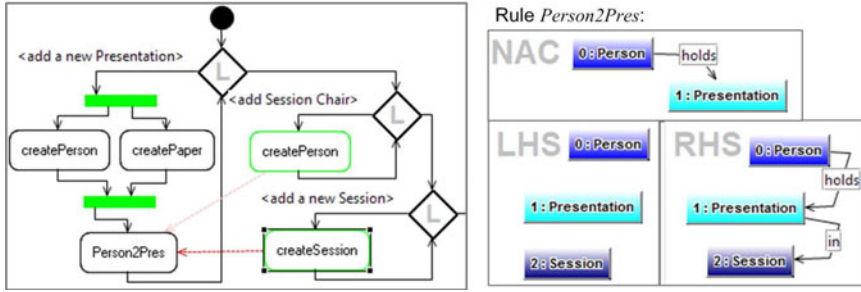 <add a new Presentation>
L
<add Session Chair>
L
createPerson
createPaper
createPerson
<add a new Session>
L
Person2Pres
createSession
Rule Person2Pres:
NAC
0 : Person
holds
1 : Presentation
LHS
0 : Person
1 : Presentation
2 : Session
RHS
0 : Person
holds
1 : Presentation
in
2 : Session